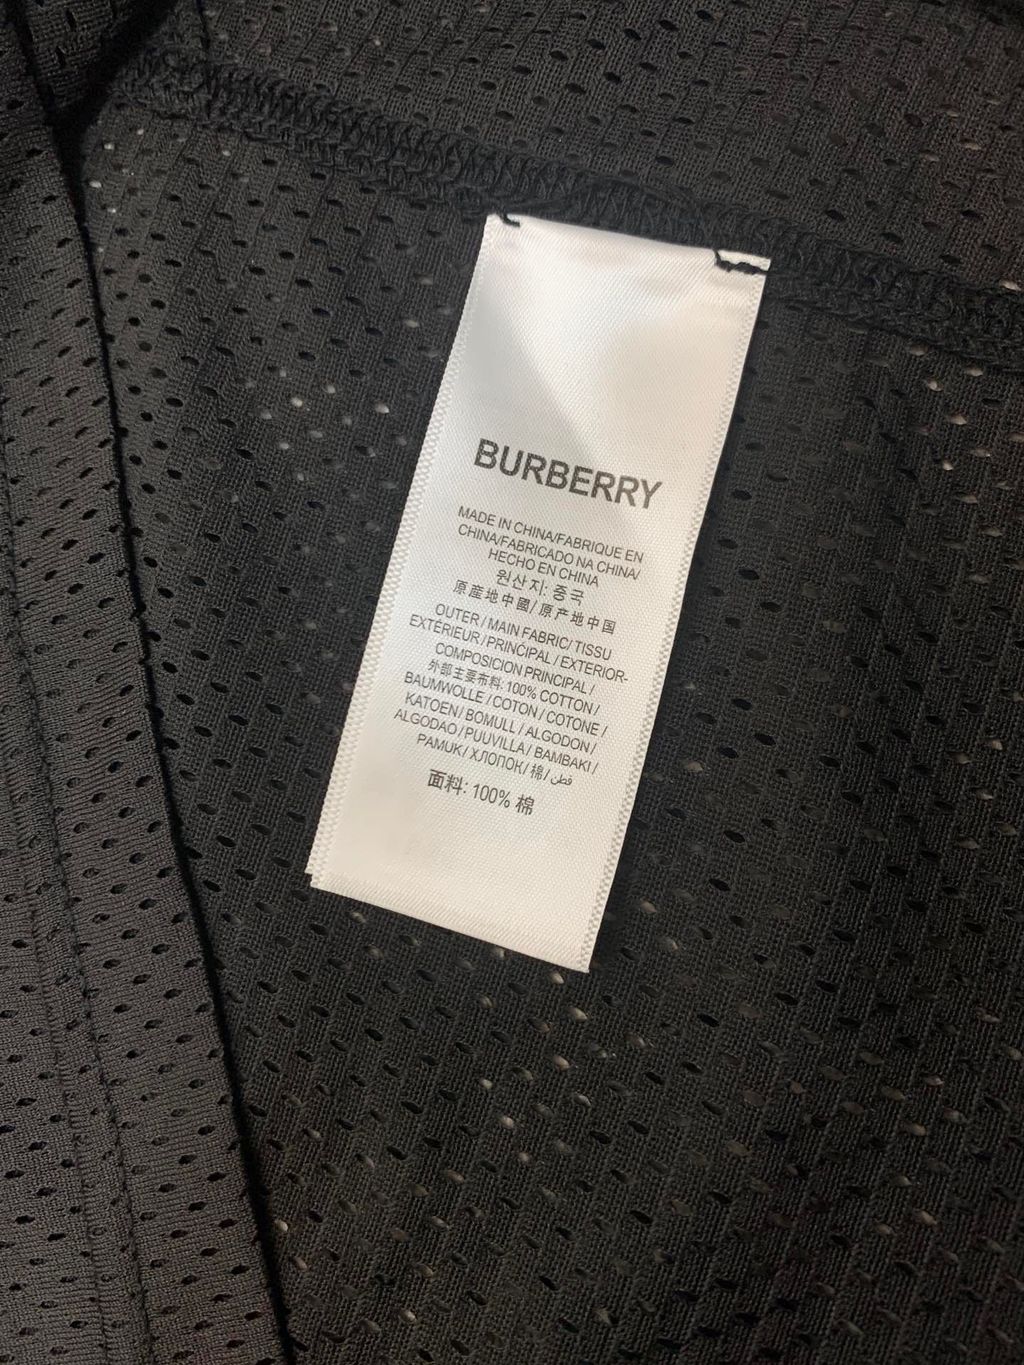 BURBERRY
MADE IN CHINA/FABRIQUE EN
CHINA/FABRICADO NA CHINA/
HECHO EN CHINA
원산지: 중국
原産地中國/原产地中国
OUTER / MAIN FABRIC/ TISSU
EXTÉRIEUR / PRINCIPAL / EXTERIOR-
COMPOSICION PRINCIPAL /
外部主要布料: 100% COTTON /
BAUMWOLLE / COTON / COTONE /
KATOEN / BOMULL / ALGODON /
ALGODAO / PUUVILLA / BAMBAKI /
PAMUK / ХЛОПОК/ 棉/ قطن
面料: 100% 棉